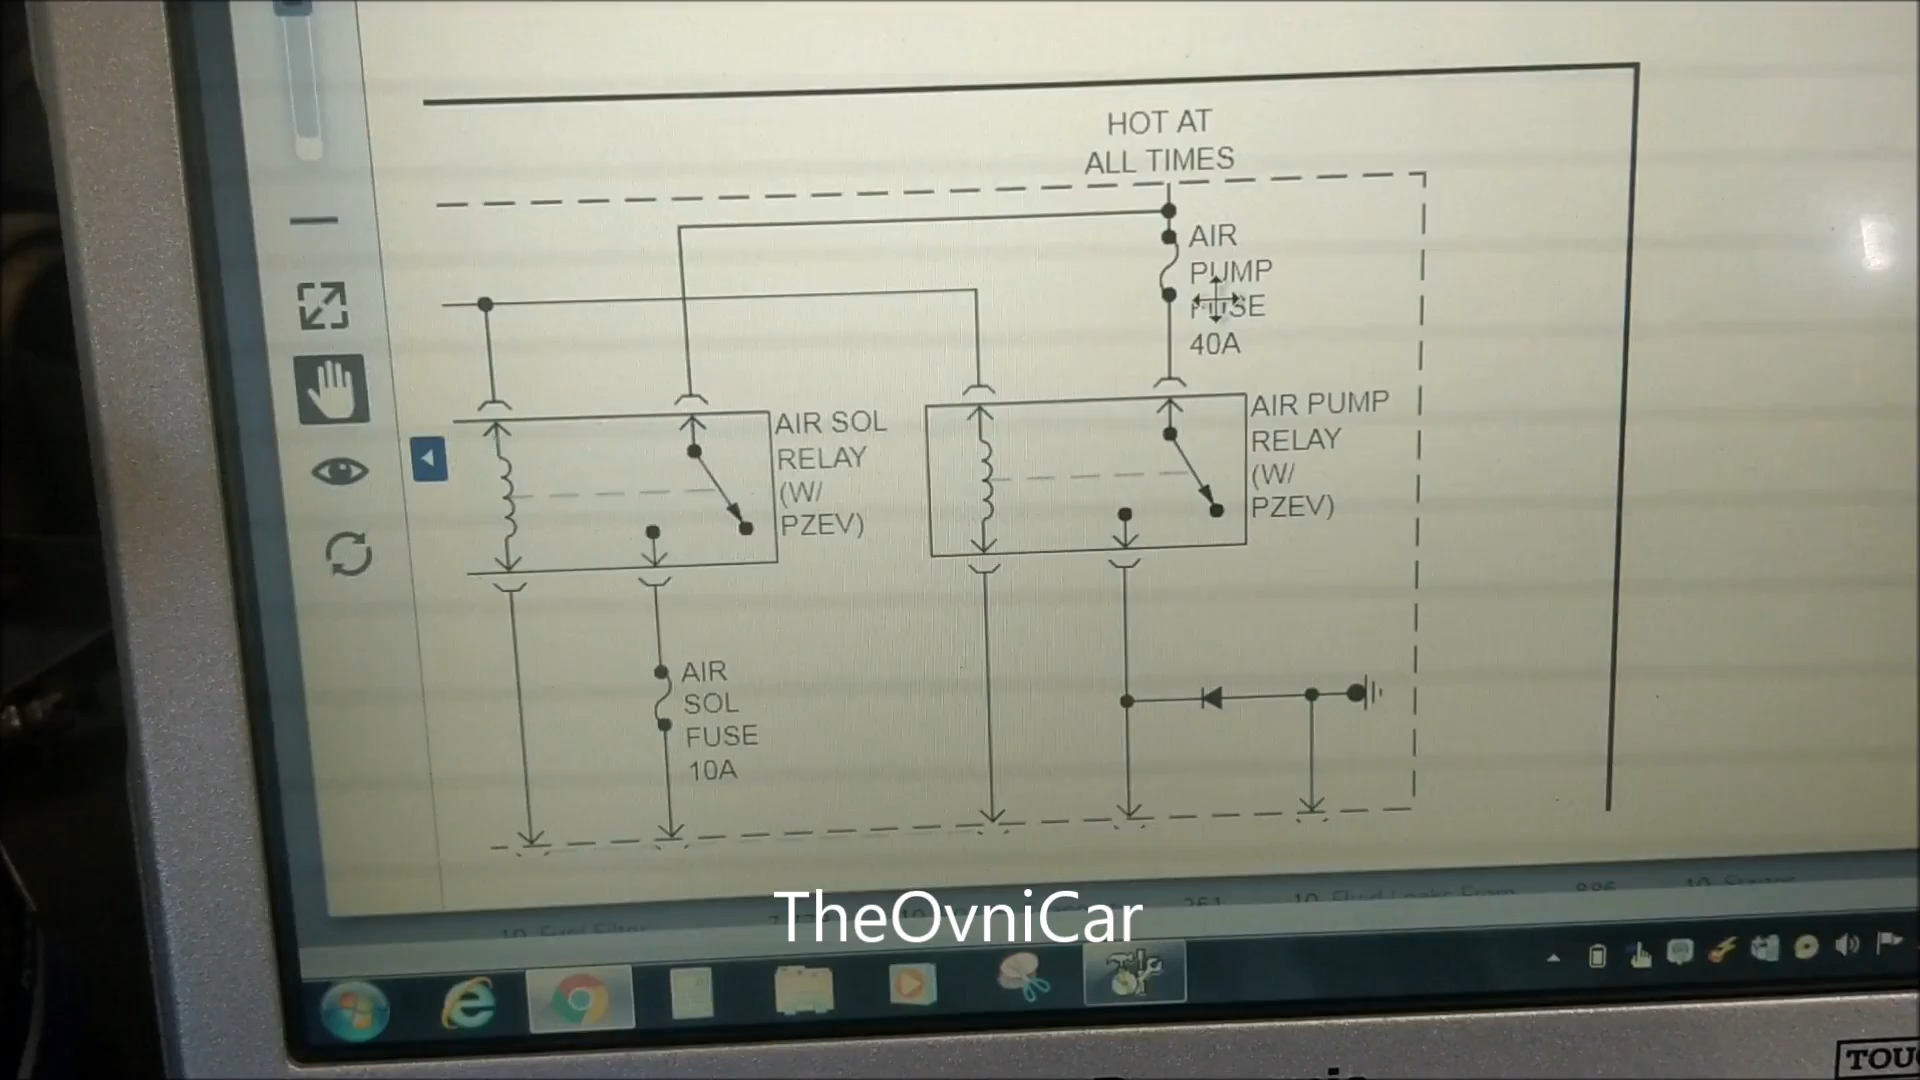 HOT AT
ALL TIMES
AIR
PUMP
FUSE
40A
AIR SOL
RELAY
(W/
PZEV)
AIR PUMP
RELAY
(W/
PZEV)
AIR
SOL
FUSE
10A
TheOvniCar